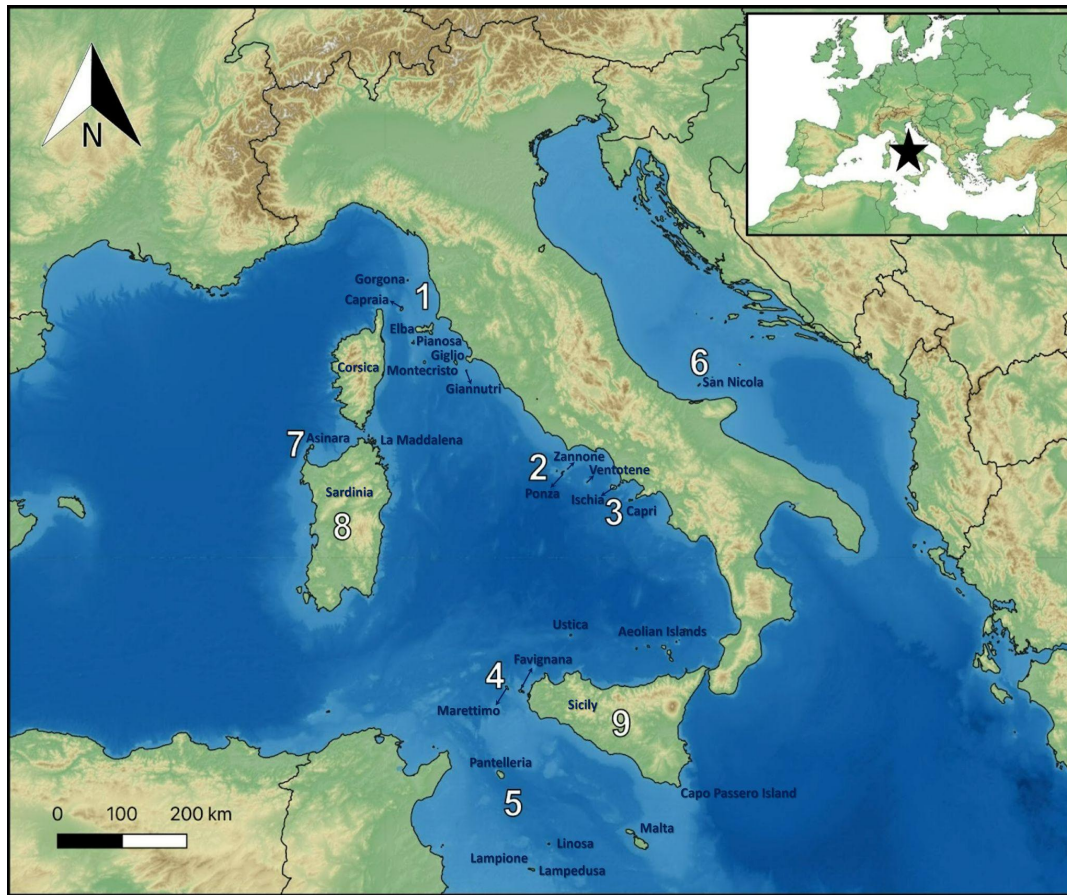 N
Gorgona
1
Capraia
Elba
Pianosa
Giglio
Corsica
Montecristo
Giannutri
6
San Nicola
7
Asinara
La Maddalena
2
Zannone
Ventotene
Sardinia
Ponza
Ischia
3
Capri
8
Ustica
Aeolian Islands
Favignana
4
Marettimo
Sicily
9
Pantelleria
5
Capo Passero Island
0 100 200 km
Malta
Linosa
Lampione
Lampedusa